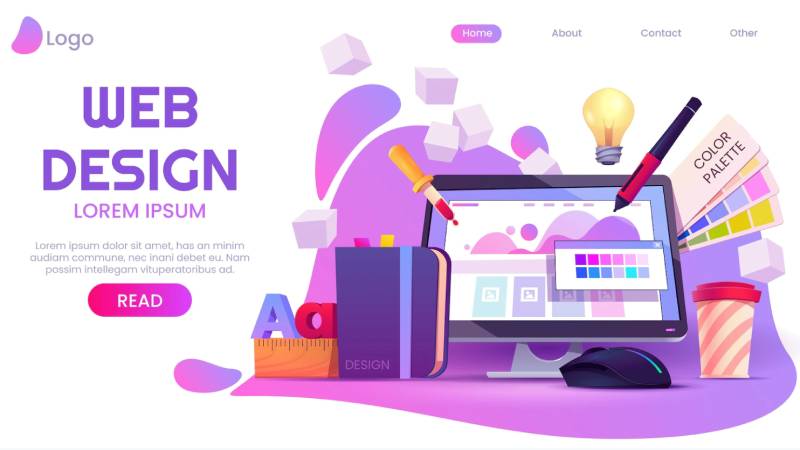 Logo
Home
About
Contact
Other
WEB
DESIGN
LOREM IPSUM
Lorem ipsum dolor sit amet, has an minim
audiam commune, nec inani debet eu. Nam
possim intellegam vituperatoribus ad.
READ
COLOR
PALETTE
Aa
DESIGN